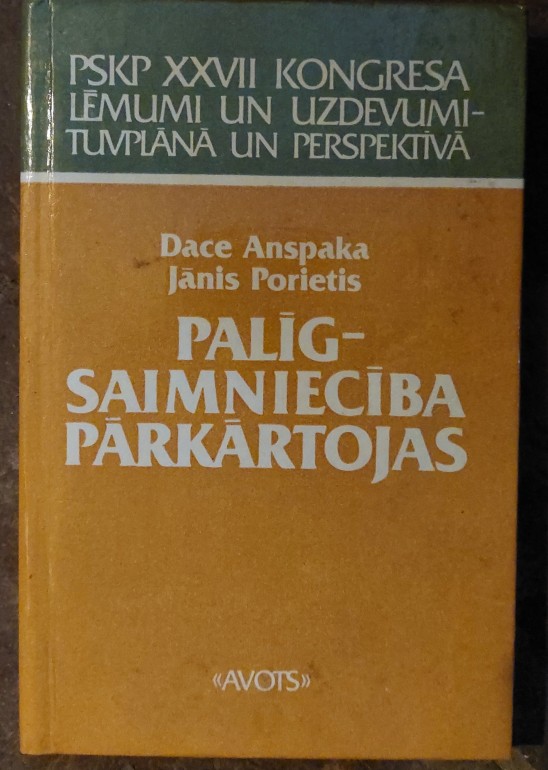 PSKP XXVII KONGRESA
LĒMUMI UN UZDEVUMI-
TUVPLĀNĀ UN PERSPEKTĪVĀ
Dace Anspaka
Jānis Porietis
PALĪG-
SAIMNIECĪBA
PĀRKĀRTOJAS
«AVOTS»